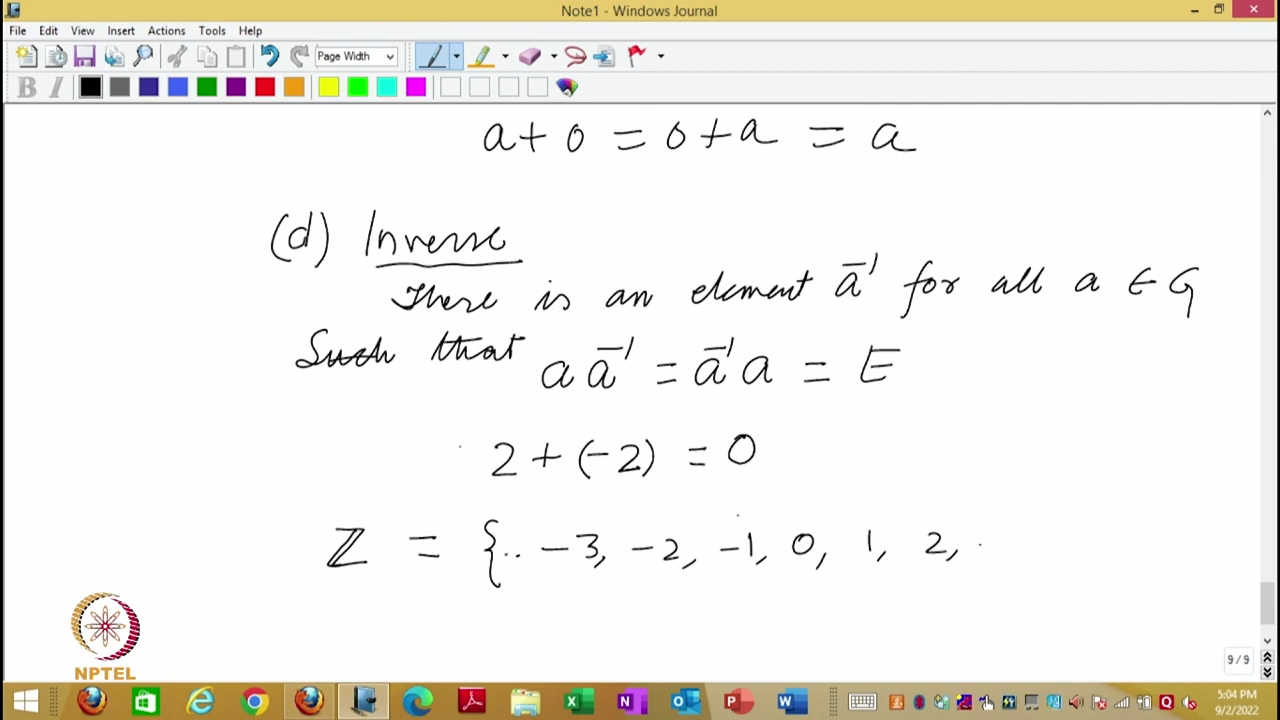 Note1 - Windows Journal
File Edit View Insert Actions Tools Help
Page Width
B I
a + 0 = 0 + a = a
(d) Inverse
There is an element a⁻¹ for all a ∈ G
Such that a a⁻¹ = a⁻¹ a = E
2 + (-2) = 0
ℤ = {.. -3, -2, -1, 0, 1, 2, .
NPTEL
9 / 9
5:04 PM
9/2/2022